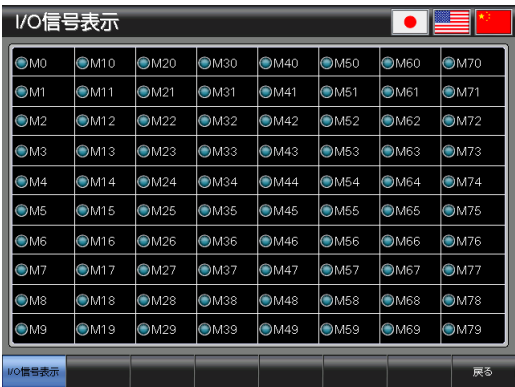 I/O信号表示
M0 M10 M20 M30 M40 M50 M60 M70
M1 M11 M21 M31 M41 M51 M61 M71
M2 M12 M22 M32 M42 M52 M62 M72
M3 M13 M23 M33 M43 M53 M63 M73
M4 M14 M24 M34 M44 M54 M64 M74
M5 M15 M25 M35 M45 M55 M65 M75
M6 M16 M26 M36 M46 M56 M66 M76
M7 M17 M27 M37 M47 M57 M67 M77
M8 M18 M28 M38 M48 M58 M68 M78
M9 M19 M29 M39 M49 M59 M69 M79
I/O信号表示 戻る